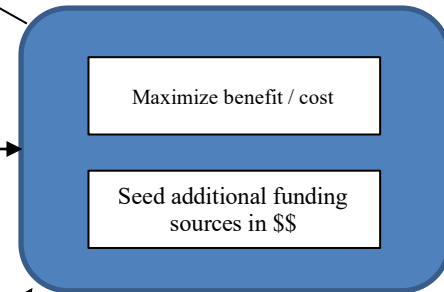 Maximize benefit / cost
Seed additional funding
sources in $$